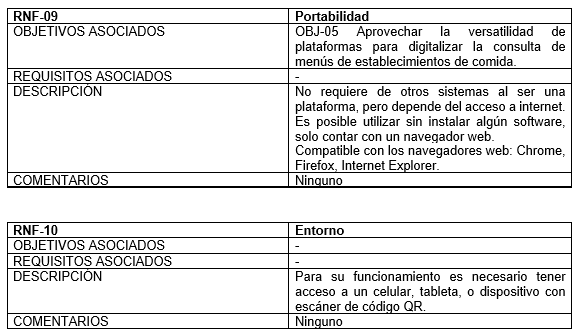 RNF-09 Portabilidad
OBJETIVOS ASOCIADOS OBJ-05 Aprovechar la versatilidad de
plataformas para digitalizar la consulta de
menús de establecimientos de comida.
REQUISITOS ASOCIADOS -
DESCRIPCIÓN No requiere de otros sistemas al ser una
plataforma, pero depende del acceso a internet.
Es posible utilizar sin instalar algún software,
solo contar con un navegador web.
Compatible con los navegadores web: Chrome,
Firefox, Internet Explorer.
COMENTARIOS Ninguno
RNF-10 Entorno
OBJETIVOS ASOCIADOS -
REQUISITOS ASOCIADOS -
DESCRIPCIÓN Para su funcionamiento es necesario tener
acceso a un celular, tableta, o dispositivo con
escáner de código QR.
COMENTARIOS Ninguno